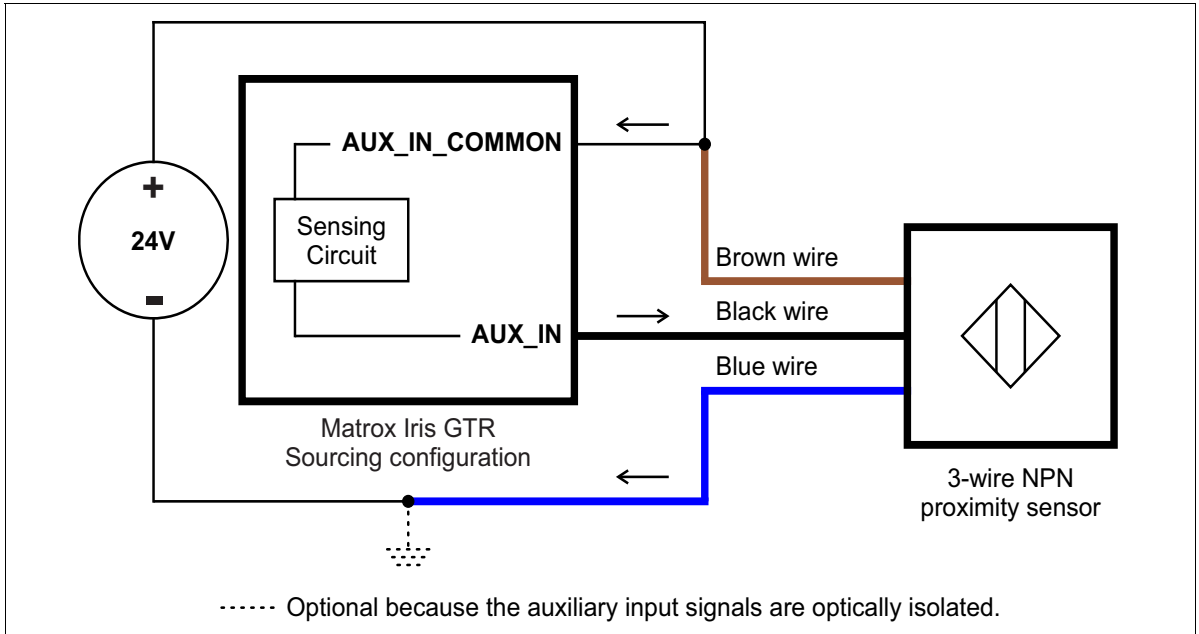 AUX_IN_COMMON
+
24V
-
Sensing
Circuit
AUX_IN
Brown wire
Black wire
Blue wire
Matrox Iris GTR
Sourcing configuration
3-wire NPN
proximity sensor
Optional because the auxiliary input signals are optically isolated.